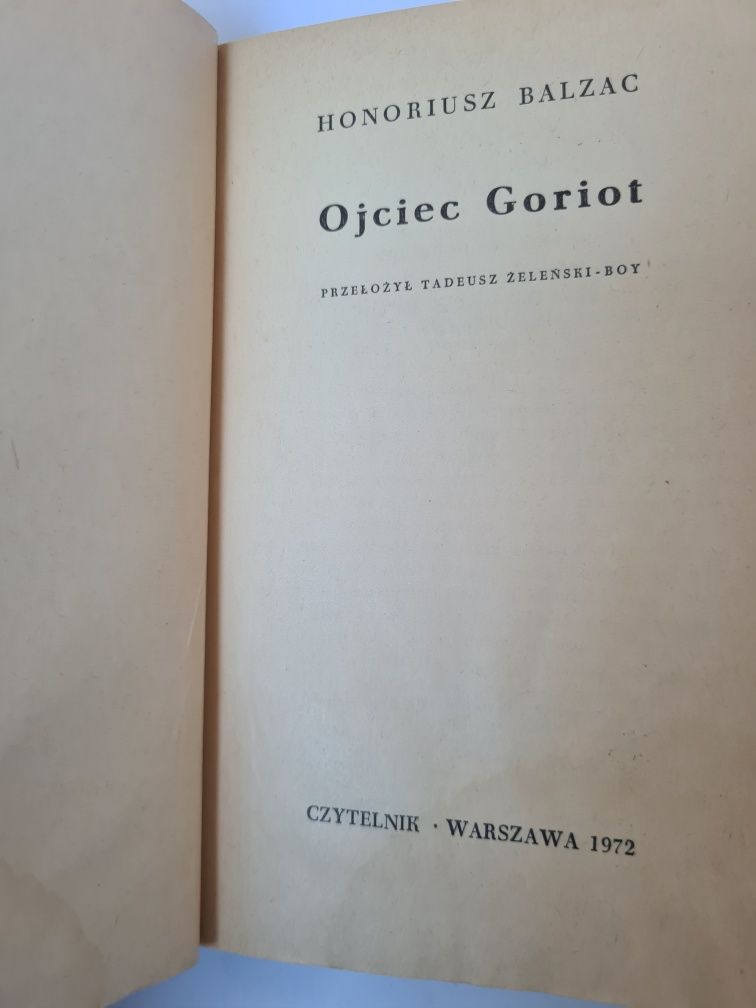 HONORIUSZ BALZAC
Ojciec Goriot
PRZEŁOŻYŁ TADEUSZ ŻELEŃSKI-BOY
CZYTELNIK · WARSZAWA 1972